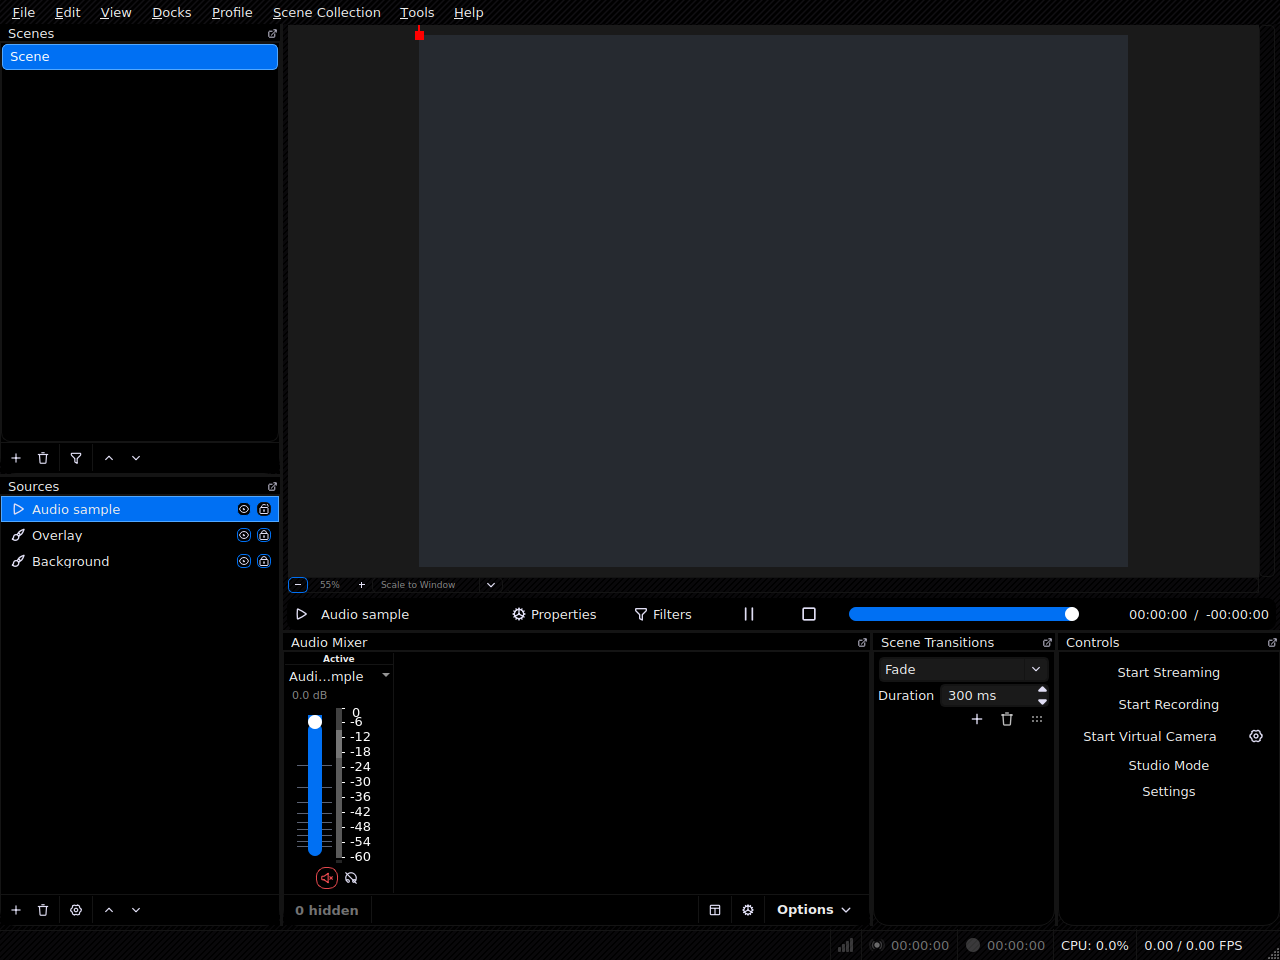 File Edit View Docks Profile Scene Collection Tools Help
Scenes
Scene
Sources
Audio sample
Overlay
Background
55% Scale to Window
Audio sample Properties Filters 00:00:00 / -00:00:00
Audio Mixer
Active
Audi...mple
0.0 dB
0
-6
-12
-18
-24
-30
-36
-42
-48
-54
-60
0 hidden Options
Scene Transitions
Fade
Duration 300 ms
Controls
Start Streaming
Start Recording
Start Virtual Camera
Studio Mode
Settings
00:00:00 00:00:00 CPU: 0.0% 0.00 / 0.00 FPS